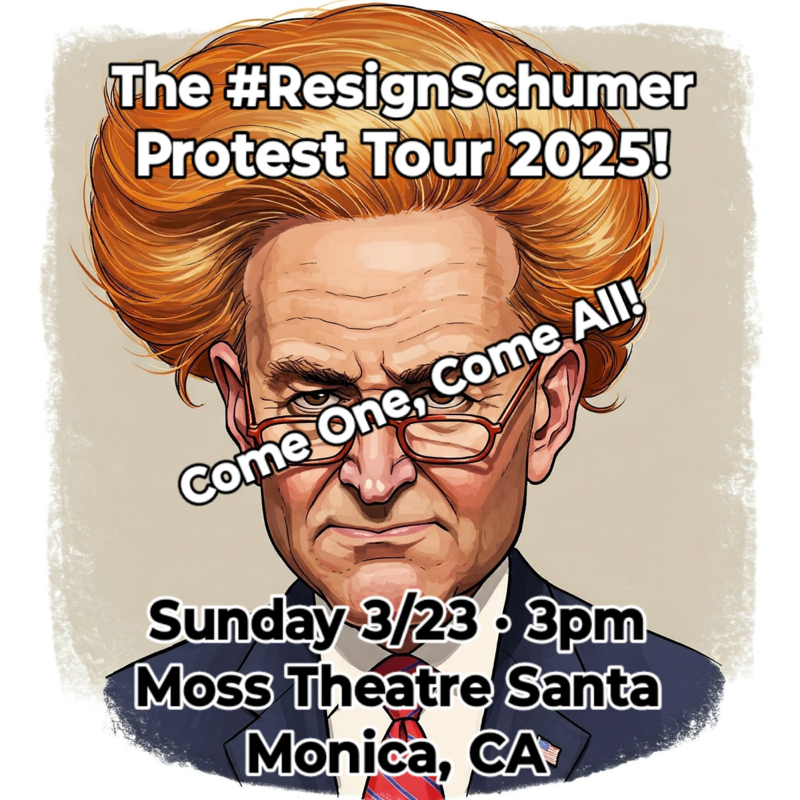 The #ResignSchumer
Protest Tour 2025!
Come One, Come All!
Sunday 3/23 • 3pm
Moss Theatre Santa
Monica, CA